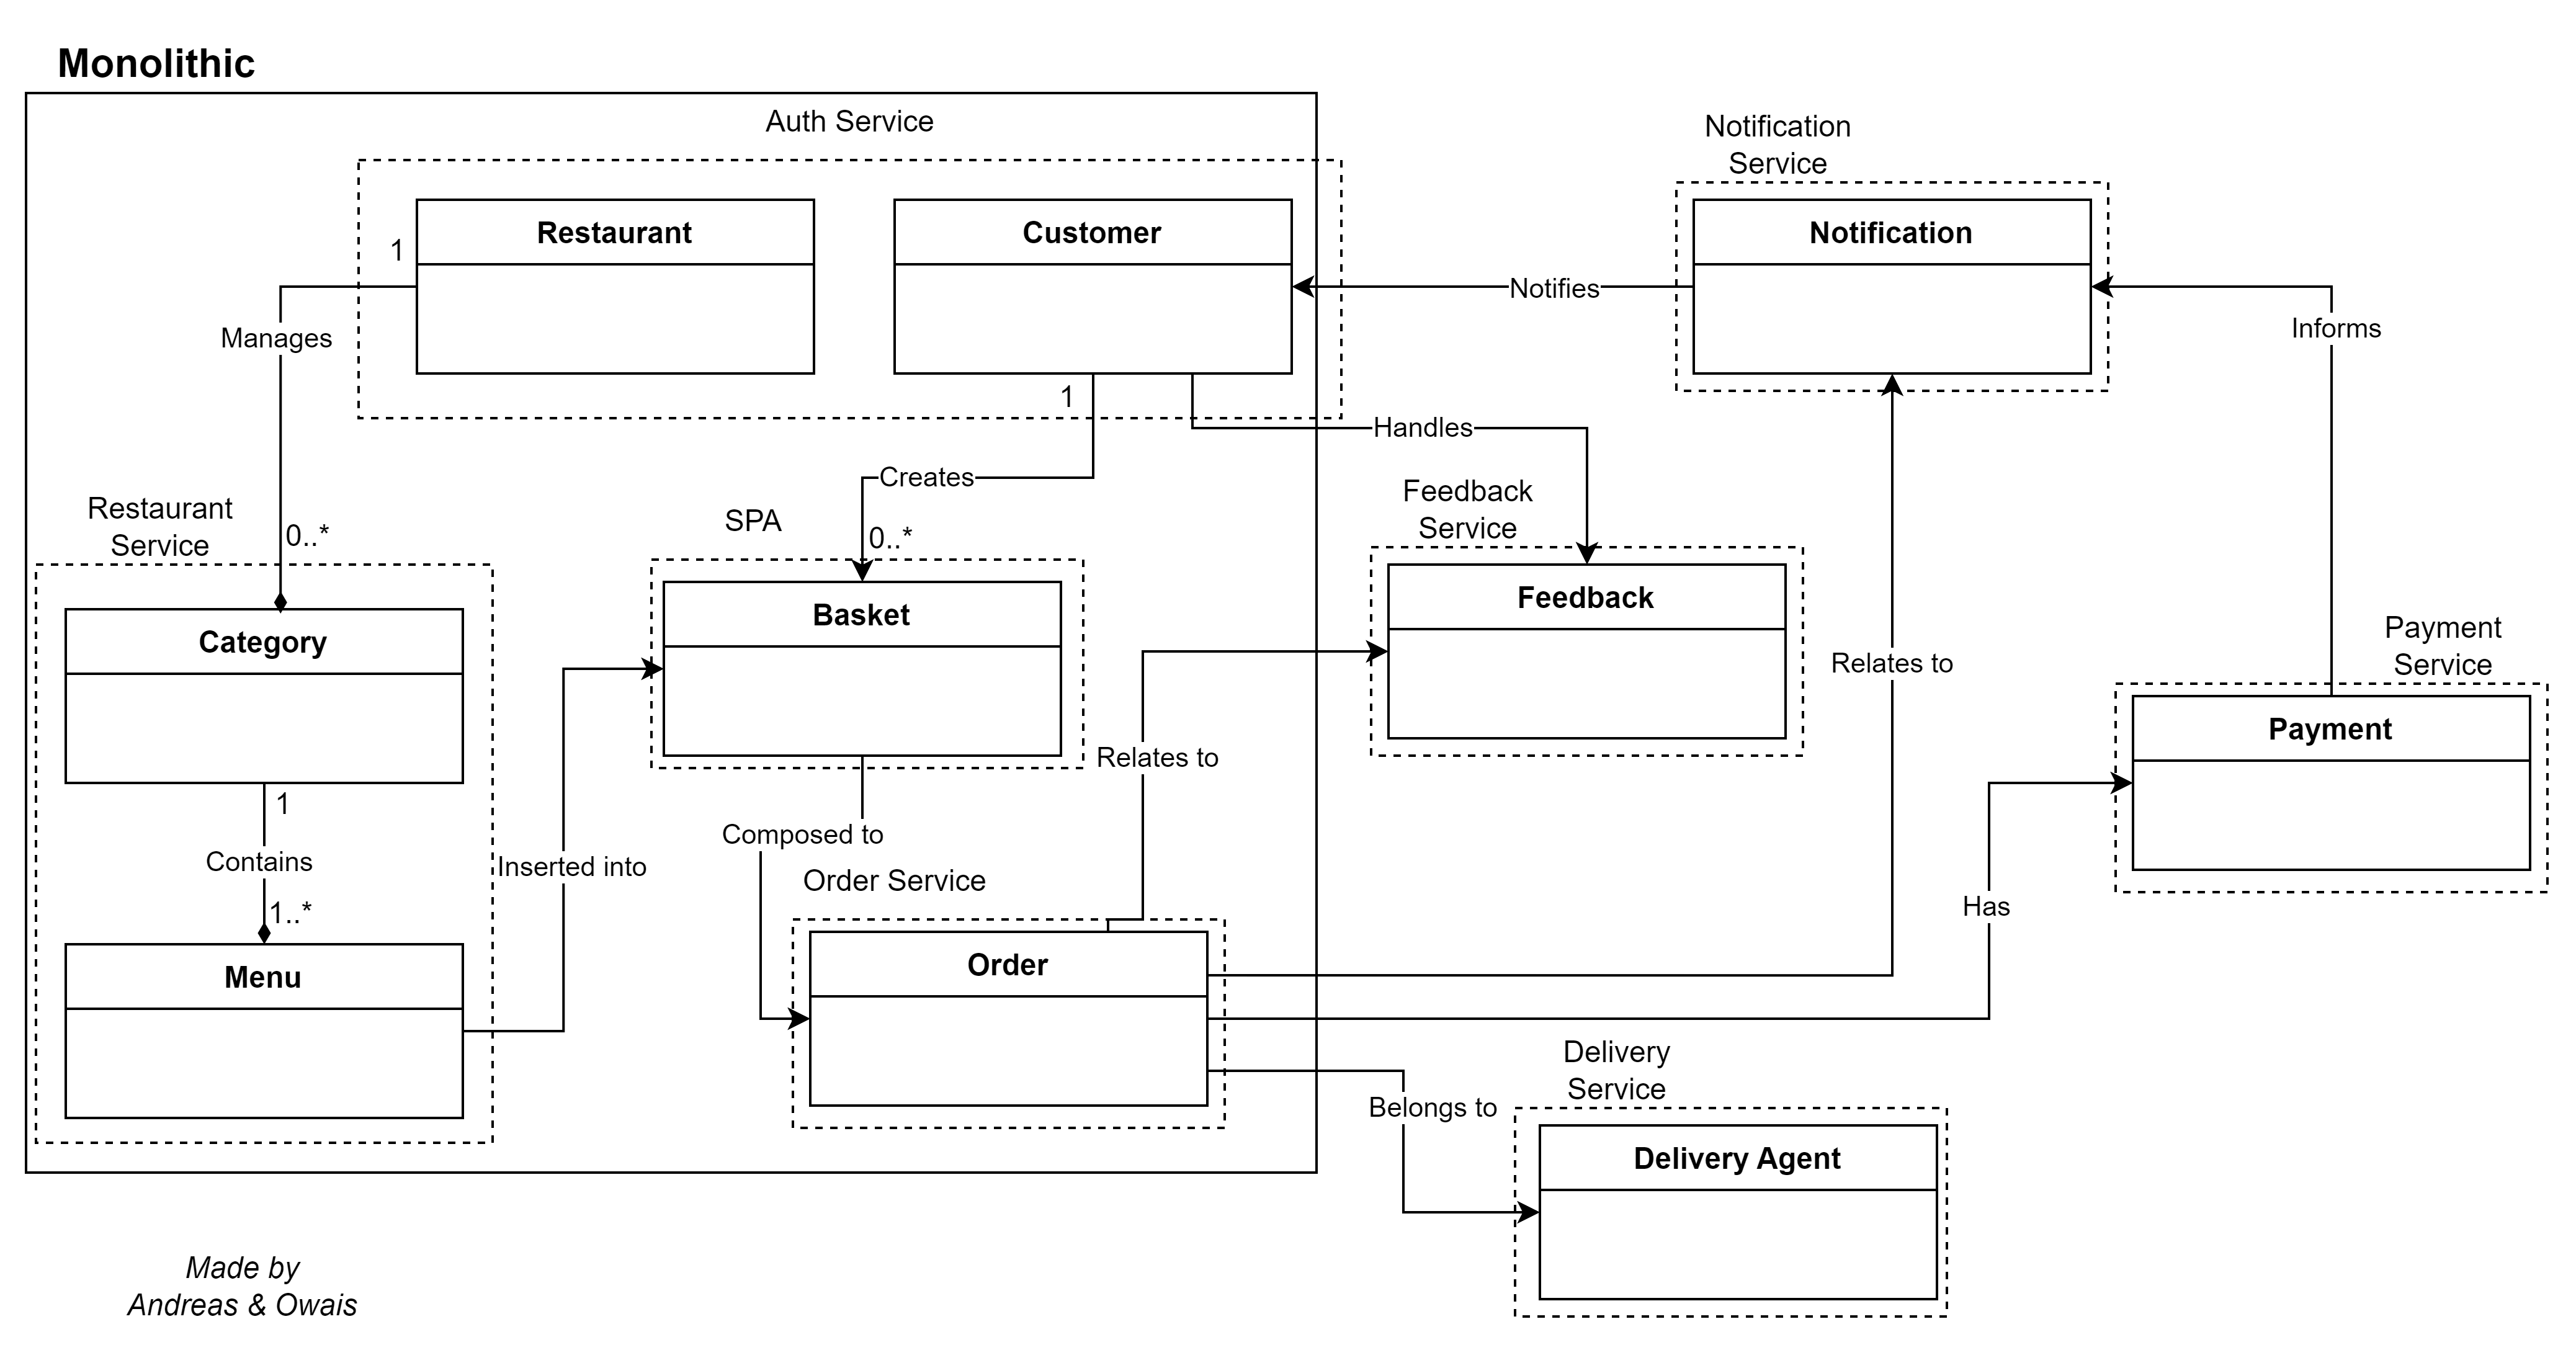 Monolithic
Auth Service
Notification
Service
Restaurant
Customer
Notification
1
Notifies
Informs
Manages
1
Handles
Creates
Restaurant
Service
0..*
SPA
0..*
Feedback
Service
Feedback
Basket
Category
Relates to
Payment
Service
Payment
Relates to
1
Composed to
Contains
Inserted into
Order Service
1..*
Has
Menu
Order
Delivery
Service
Belongs to
Delivery Agent
Made by
Andreas & Owais